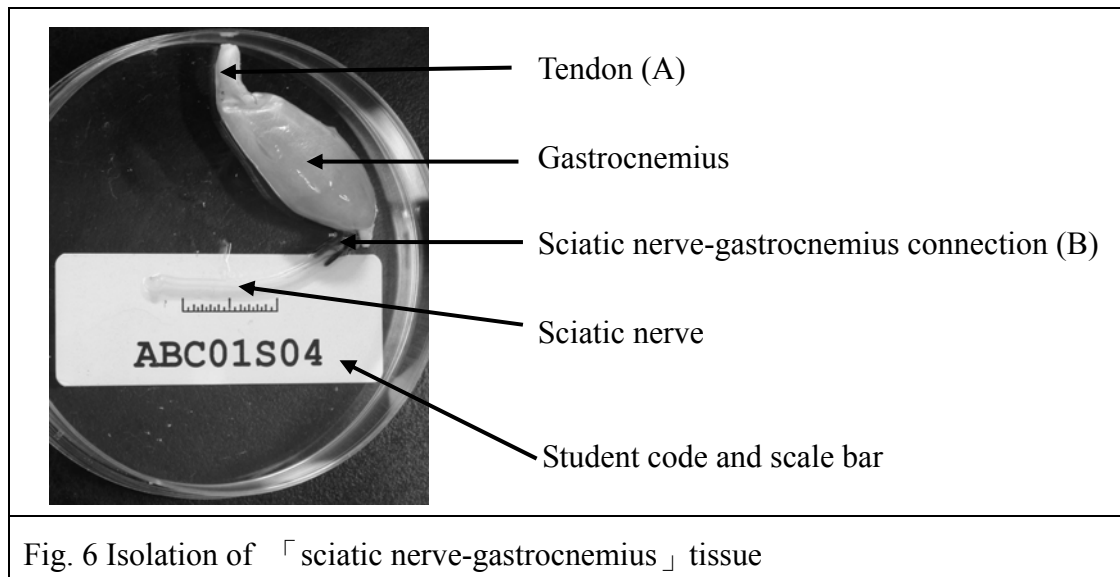 Tendon (A)
Gastrocnemius
Sciatic nerve-gastrocnemius connection (B)
Sciatic nerve
ABC01S04
Student code and scale bar
Fig. 6 Isolation of 「sciatic nerve-gastrocnemius」tissue